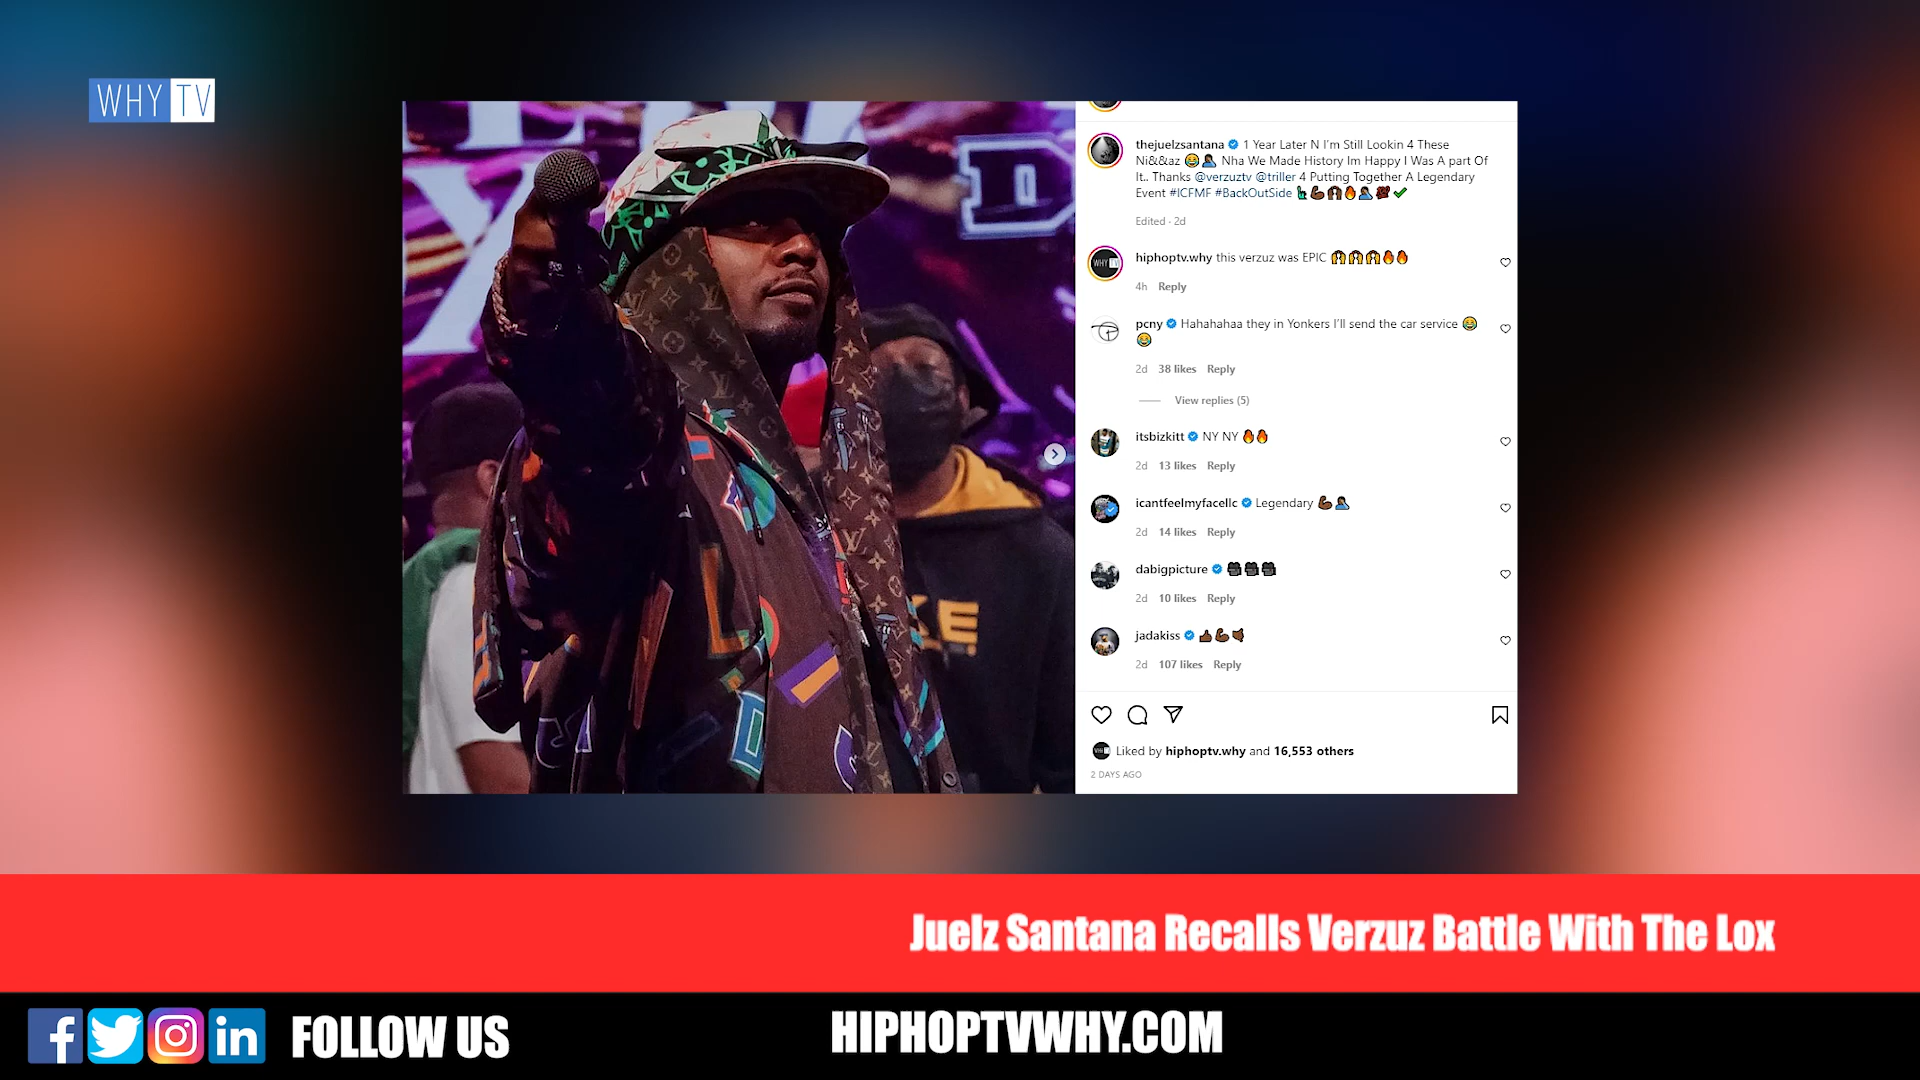 WHY TV
thejuelzsantana 1 Year Later N I'm Still Lookin 4 These
Ni&&az 😂🤦🏾‍♂️ Nha We Made History Im Happy I Was A part Of
It.. Thanks @verzuztv @triller 4 Putting Together A Legendary
Event #ICFMF #BackOutSide
Edited · 2d
hiphoptv.why this verzuz was EPIC
4h Reply
pcny Hahahahaa they in Yonkers I'll send the car service 😂
😂
2d 38 likes Reply
View replies (5)
itsbizkitt NY NY 🔥🔥
2d 13 likes Reply
icantfeelmyfacellc Legendary
2d 14 likes Reply
dabigpicture
2d 10 likes Reply
jadakiss
2d 107 likes Reply
Liked by hiphoptv.why and 16,553 others
2 DAYS AGO
Juelz Santana Recalls Verzuz Battle With The Lox
FOLLOW US
HIPHOPTVWHY.COM